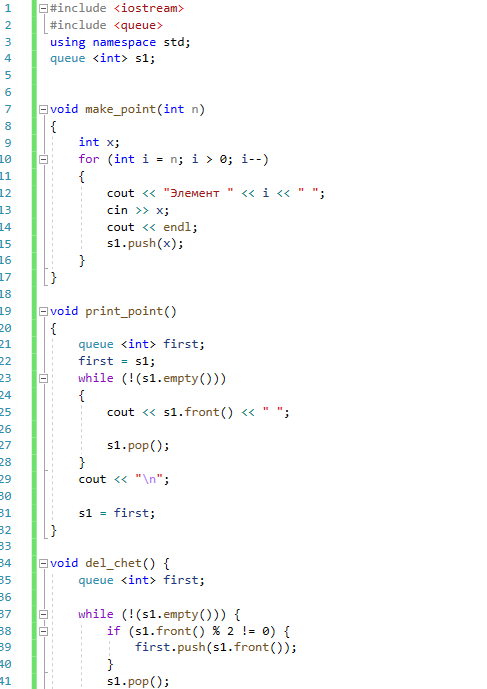 1 #include <iostream>
2 #include <queue>
3 using namespace std;
4 queue <int> s1;
5
6
7 void make_point(int n)
8 {
9 int x;
10 for (int i = n; i > 0; i--)
11 {
12 cout << "Элемент " << i << " ";
13 cin >> x;
14 cout << endl;
15 s1.push(x);
16 }
17 }
18
19 void print_point()
20 {
21 queue <int> first;
22 first = s1;
23 while (!(s1.empty()))
24 {
25 cout << s1.front() << " ";
26
27 s1.pop();
28 }
29 cout << "\n";
30
31 s1 = first;
32 }
33
34 void del_chet() {
35 queue <int> first;
36
37 while (!(s1.empty())) {
38 if (s1.front() % 2 != 0) {
39 first.push(s1.front());
40 }
41 s1.pop();